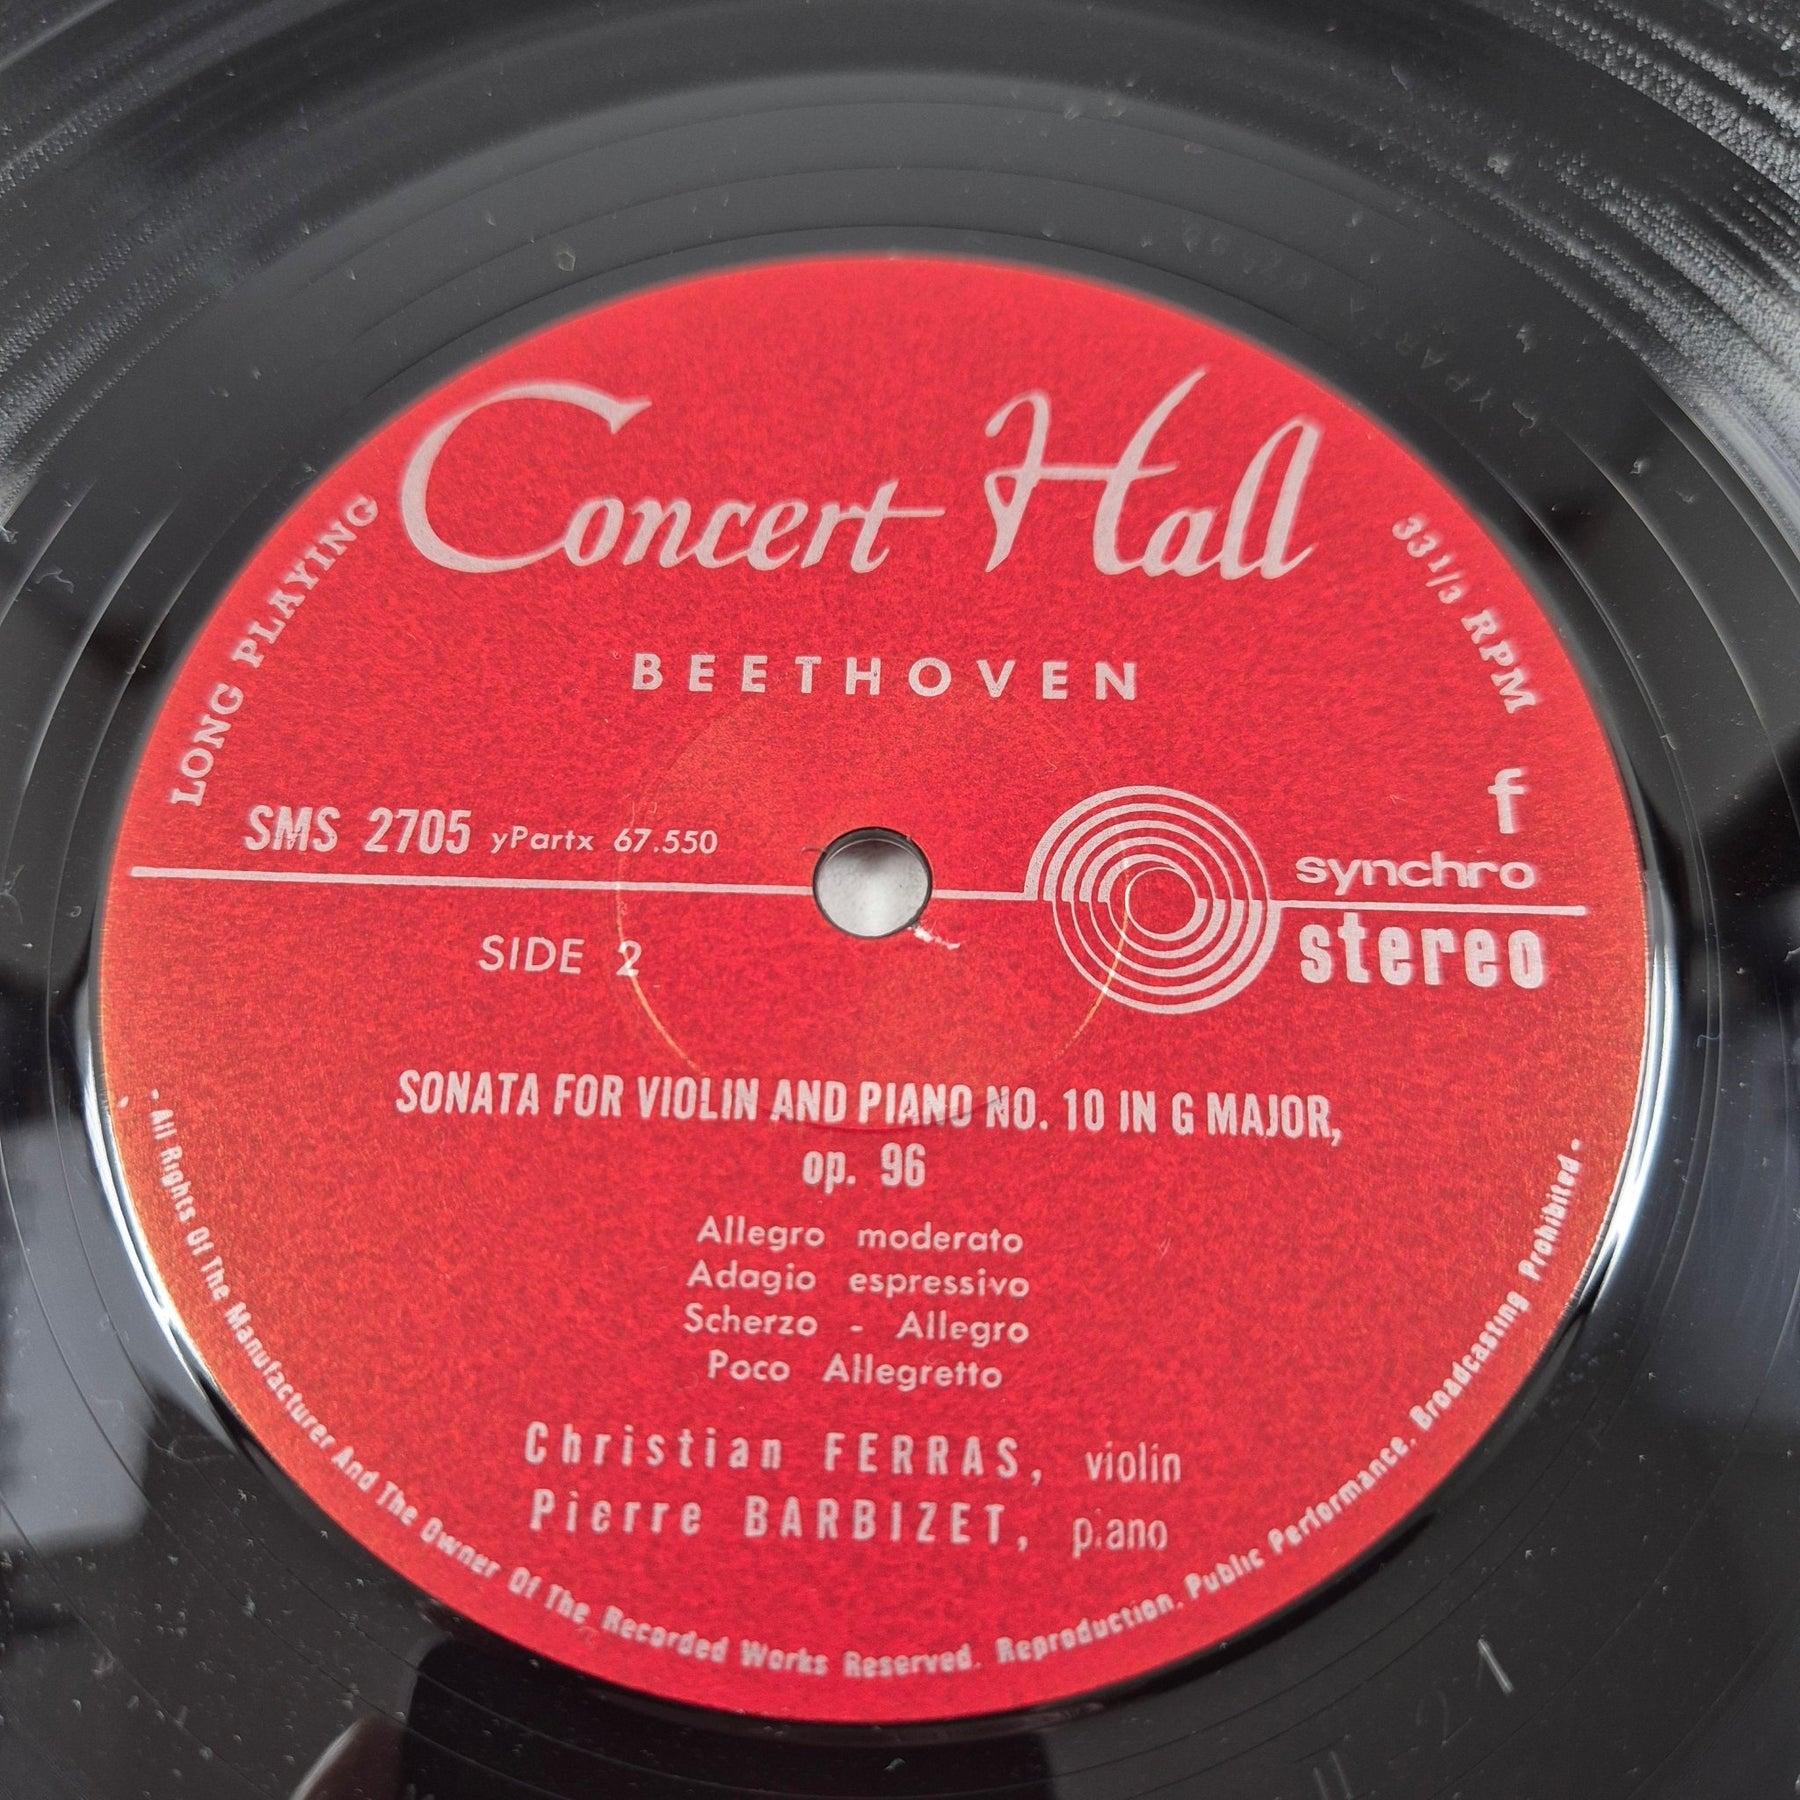 Concert Hall
LONG PLAYING
33 1/3 RPM
BEETHOVEN
SMS 2705 yPartx 67.550
f
synchro
stereo
SIDE 2
SONATA FOR VIOLIN AND PIANO NO. 10 IN G MAJOR,
op. 96
Allegro moderato
Adagio espressivo
Scherzo - Allegro
Poco Allegretto
Christian FERRAS, violin
Pierre BARBIZET, piano
· All Rights Of The Manufacturer And The Owner Of The Recorded Works Reserved. Reproduction. Public Performance. Broadcasting Prohibited ·